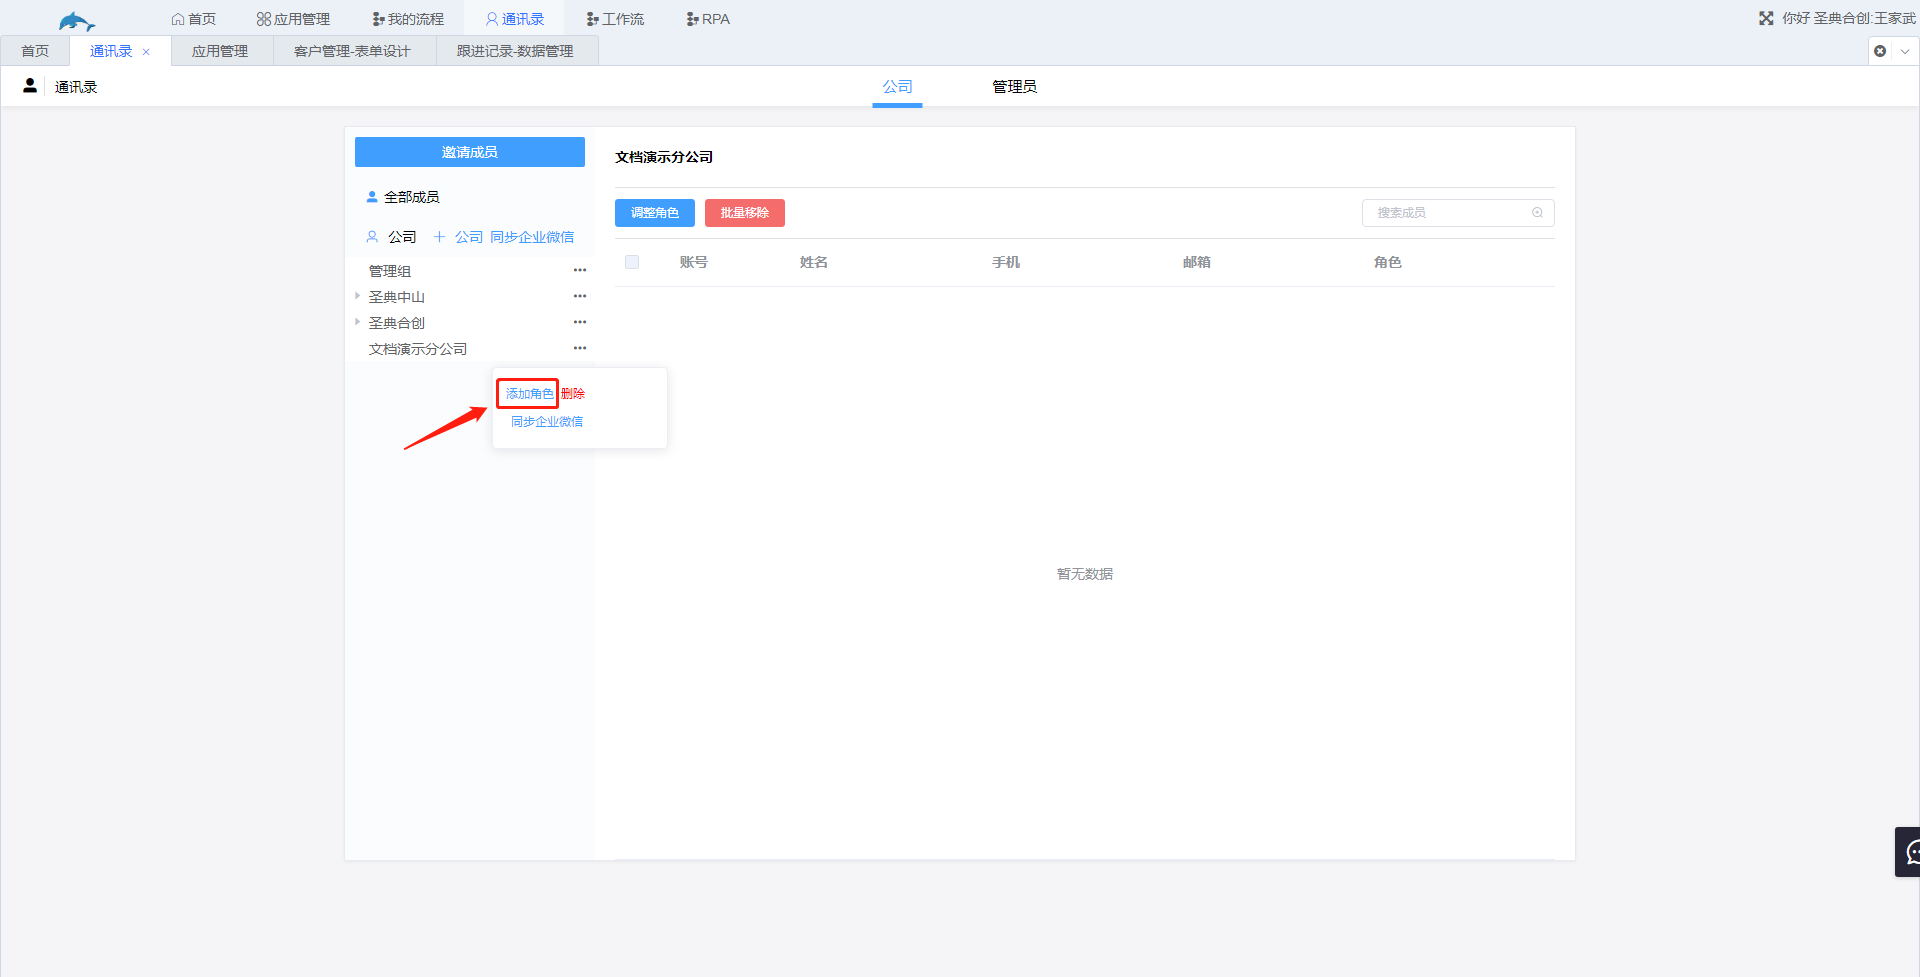 首页 应用管理 我的流程 通讯录 工作流 RPA 你好 圣典合创:王家武
首页 通讯录 × 应用管理 客户管理-表单设计 跟进记录-数据管理
通讯录 公司 管理员
邀请成员
全部成员
公司 + 公司 同步企业微信
管理组
圣典中山
圣典合创
文档演示分公司
添加角色 删除
同步企业微信
文档演示分公司
调整角色 批量移除 搜索成员
账号 姓名 手机 邮箱 角色
暂无数据